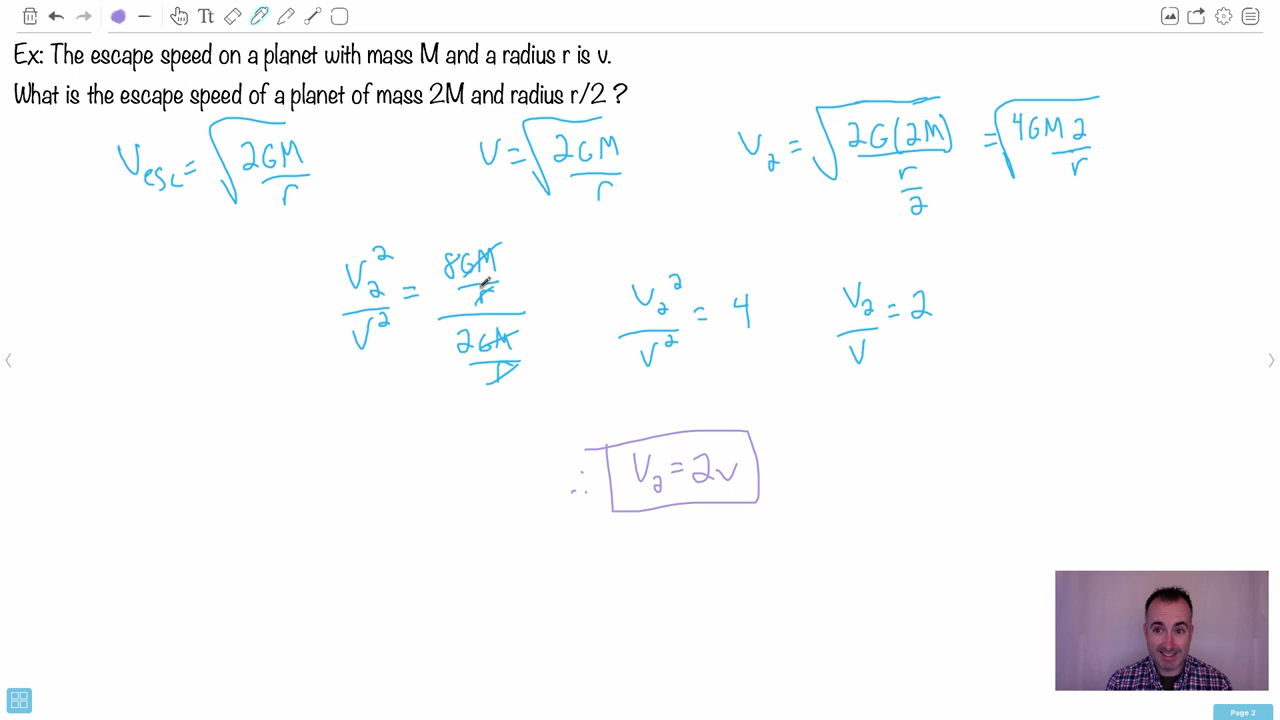 Ex: The escape speed on a planet with mass M and a radius r is v.
What is the escape speed of a planet of mass 2M and radius r/2 ?
Vesc = √(2GM/r)
V = √(2GM/r)
V₂ = √(2G(2M)/(r/2)) = √(4GM2/r)
V₂²/V² = (8GM/r)/(2GM/r)
V₂²/V² = 4
V₂/V = 2
∴ V₂ = 2v
Tt
Page 2